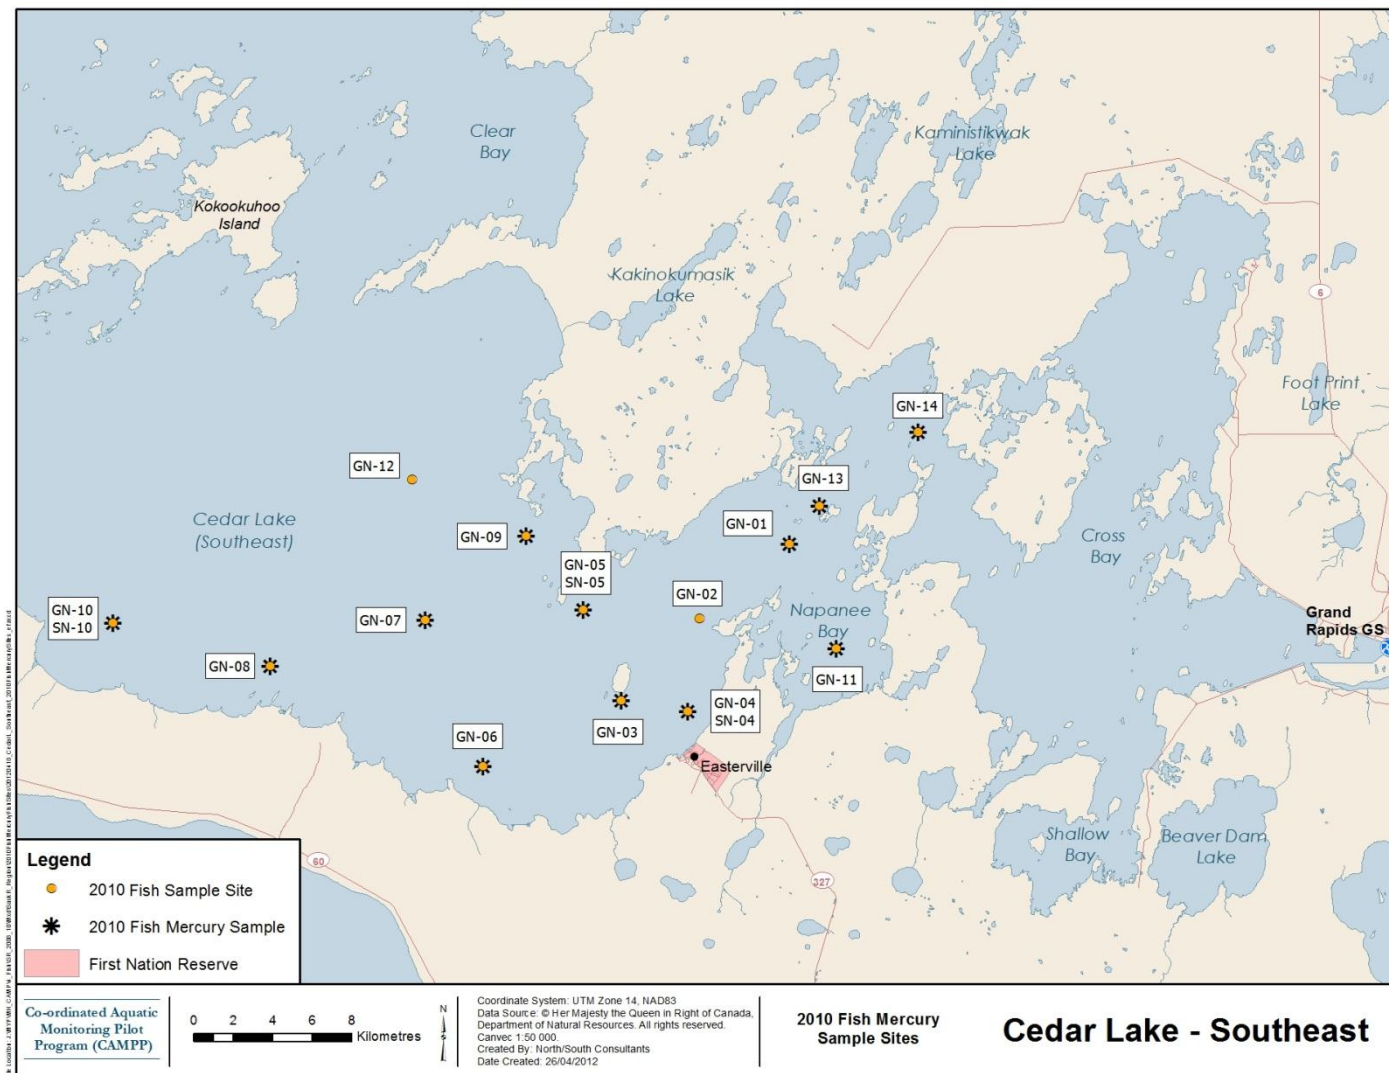 Clear
Bay
Kaministikwak
Lake
Kokookuhoo
Island
Kakinokumasik
Lake
6
Foot Print
Lake
GN-14
GN-12
GN-13
Cedar Lake
(Southeast)
GN-09
GN-01
Cross
Bay
GN-05
SN-05
GN-02
GN-10
SN-10
GN-07
Napanee
Bay
Grand
Rapids GS
GN-08
GN-11
GN-03
GN-04
SN-04
GN-06
Easterville
Shallow
Bay
Beaver Dam
Lake
60
327
Legend
2010 Fish Sample Site
2010 Fish Mercury Sample
First Nation Reserve
Co-ordinated Aquatic
Monitoring Pilot
Program (CAMPP)
0 2 4 6 8
Kilometres
N
Coordinate System: UTM Zone 14, NAD83
Data Source: © Her Majesty the Queen in Right of Canada,
Department of Natural Resources. All rights reserved.
Canvec 1:50 000.
Created By: North/South Consultants
Date Created: 26/04/2012
2010 Fish Mercury
Sample Sites
Cedar Lake - Southeast